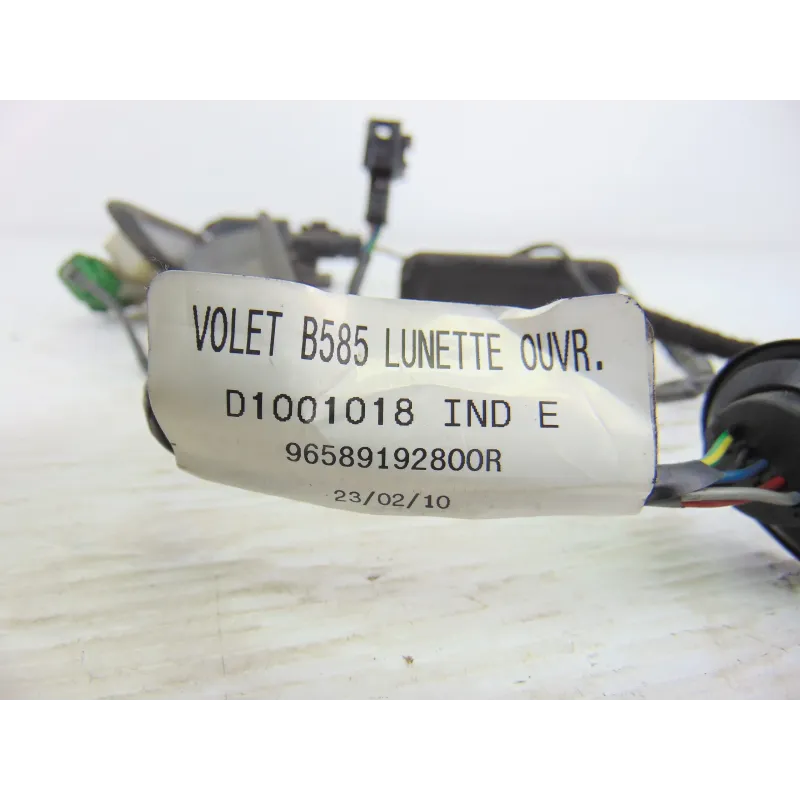 VOLET B585 LUNETTE OUVR.
D1001018 IND E
96589192800R
23/02/10